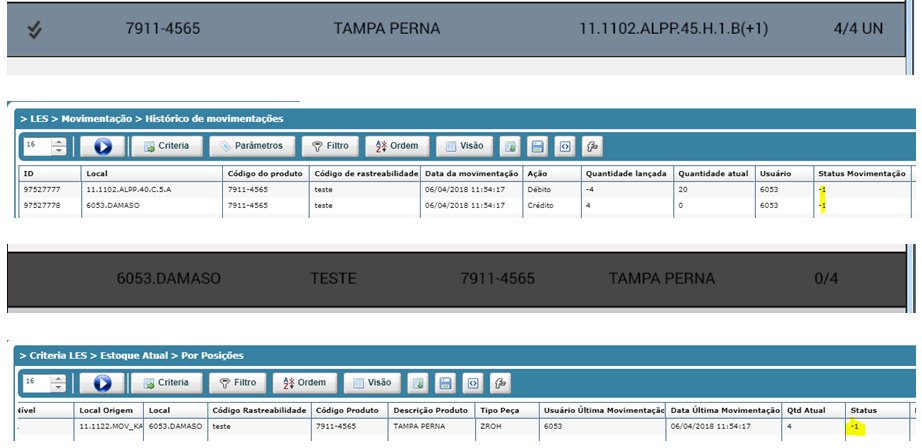 7911-4565 TAMPA PERNA 11.1102.ALPP.45.H.1.B(+1) 4/4 UN
> LES > Movimentação > Histórico de movimentações
16 Criteria Parâmetros Filtro Ordem Visão
ID Local Código do produto Código de rastreabilidade Data da movimentação Ação Quantidade lançada Quantidade atual Usuário Status Movimentação
97527777 11.1102.ALPP.40.C.5.A 7911-4565 teste 06/04/2018 11:54:17 Débito -4 20 6053 -1
97527778 6053.DAMASO 7911-4565 teste 06/04/2018 11:54:17 Crédito 4 0 6053 -1
6053.DAMASO TESTE 7911-4565 TAMPA PERNA 0/4
> Criteria LES > Estoque Atual > Por Posições
16 Criteria Filtro Ordem Visão
Local Origem Local Código Rastreabilidade Código Produto Descrição Produto Tipo Peça Usuário Última Movimentação Data Última Movimentação Qtd Atual Status
11.1122.MOV_KA 6053.DAMASO teste 7911-4565 TAMPA PERNA ZROH 6053 06/04/2018 11:54:17 4 -1